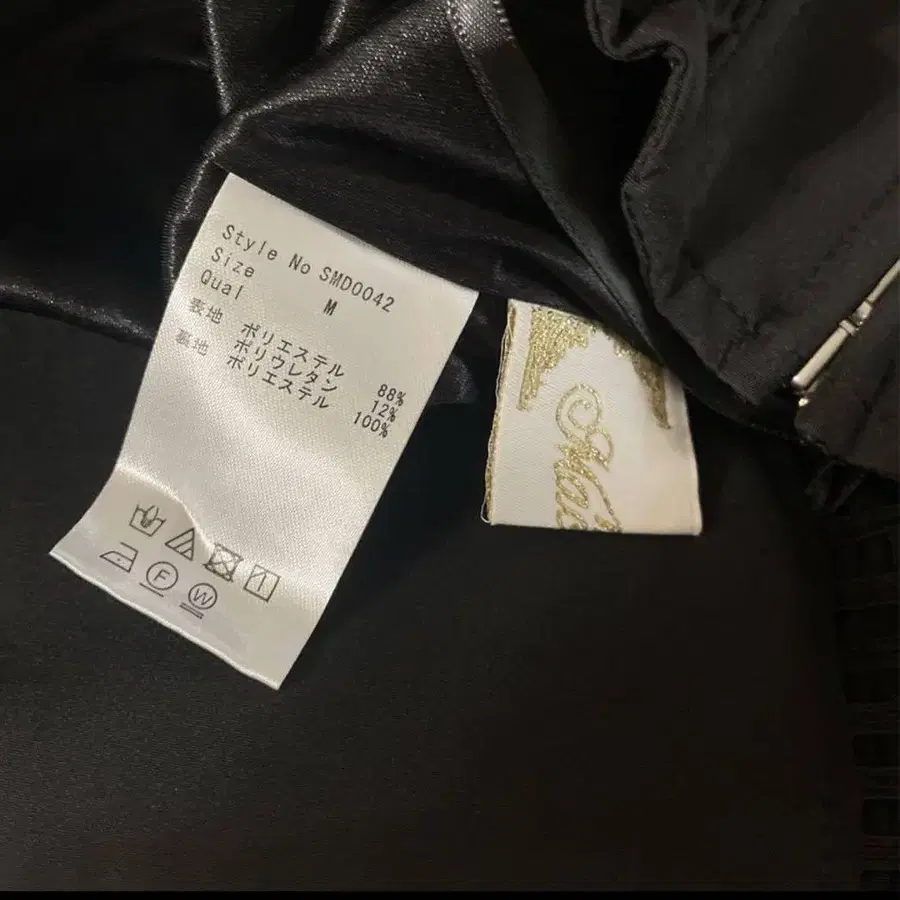 Style No SMD0042
Size M
Qual
表地 ポリエステル 88%
ポリウレタン 12%
裏地 ポリエステル 100%
F
W